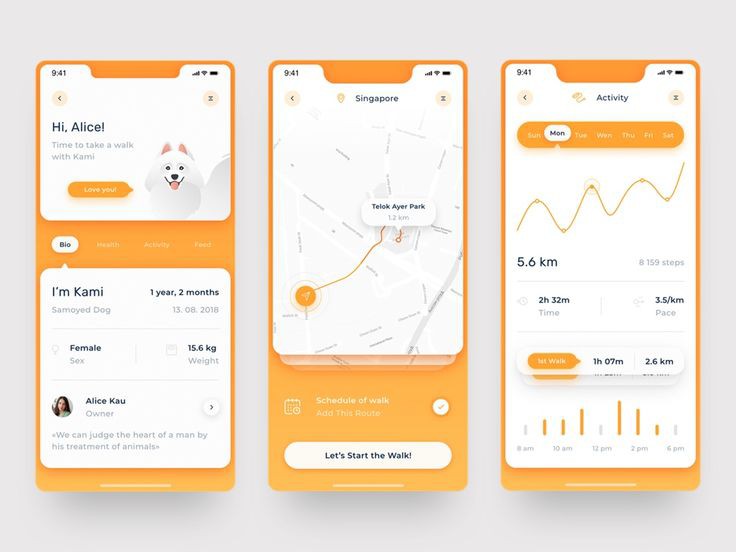 9:41
Hi, Alice!
Time to take a walk
with Kami
Love you!
Bio Health Activity Feed
I'm Kami
1 year, 2 months
Samoyed Dog
13. 08. 2018
Female
Sex
15.6 kg
Weight
Alice Kau
Owner
«We can judge the heart of a man by
his treatment of animals»
9:41
Singapore
Telok Ayer Park
1.2 km
Schedule of walk
Add This Route
Let's Start the Walk!
9:41
Activity
Sun Mon Tue Wen Thu Fri Sat
5.6 km
8 159 steps
2h 32m
Time
3.5/km
Pace
1st Walk
1h 07m
2.6 km
8 am 10 am 12 pm 2 pm 6 pm